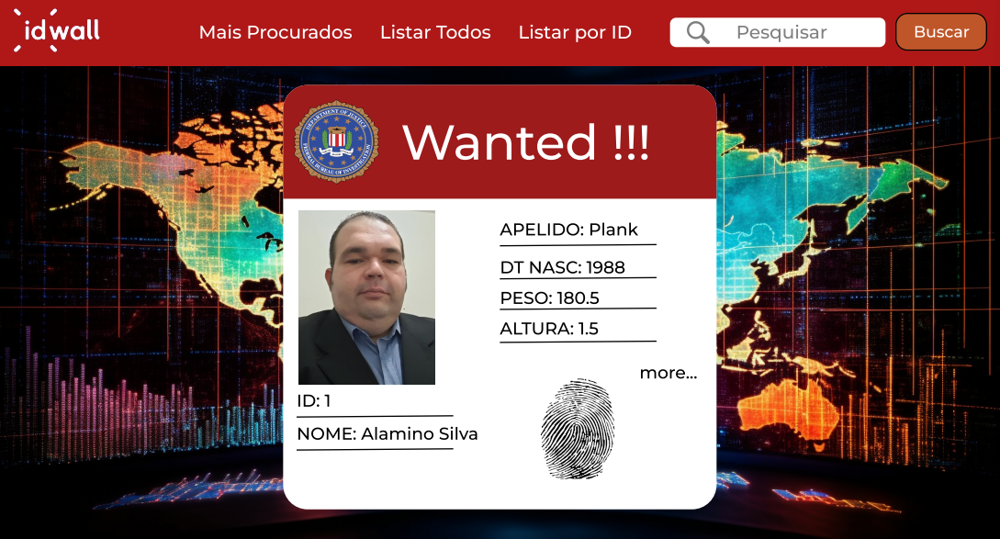 idwall
Mais Procurados
Listar Todos
Listar por ID
Pesquisar
Buscar
DEPARTMENT OF JUSTICE
FEDERAL BUREAU OF INVESTIGATION
Wanted !!!
APELIDO: Plank
DT NASC: 1988
PESO: 180.5
ALTURA: 1.5
more...
ID: 1
NOME: Alamino Silva